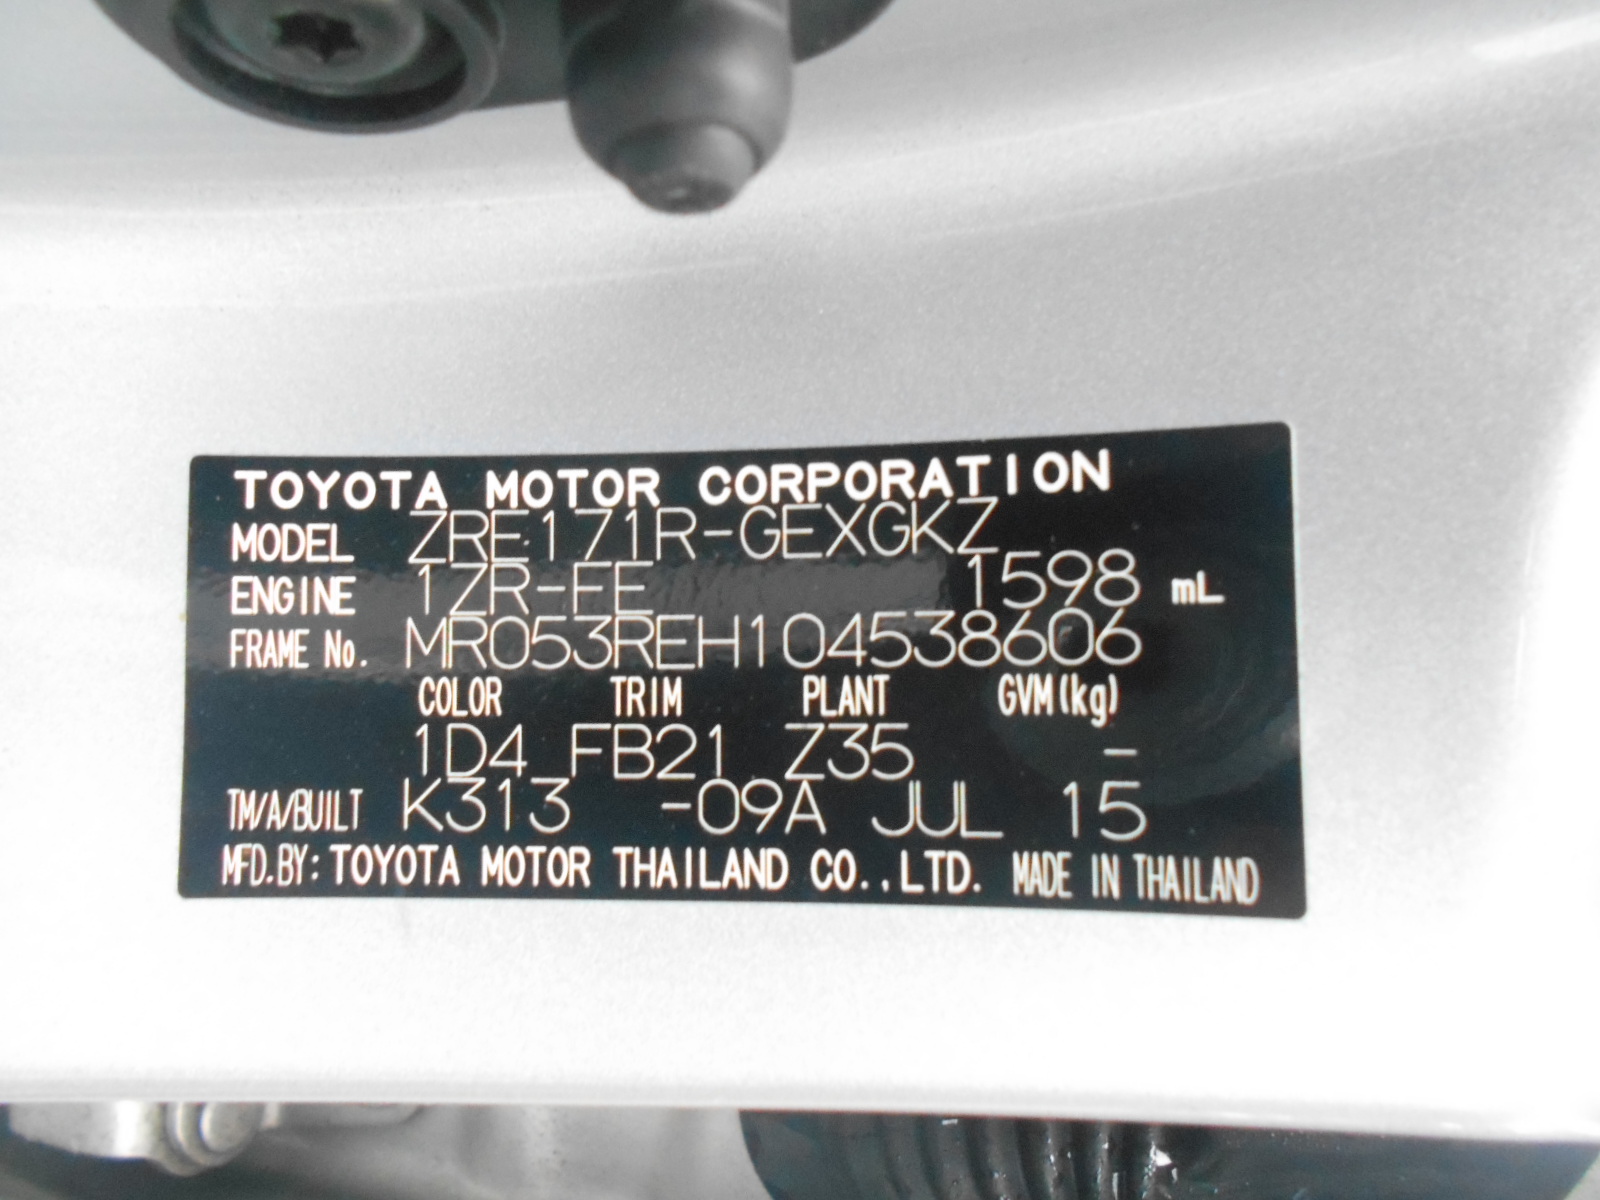 TOYOTA MOTOR CORPORATION
MODEL ZRE171R-GEXGKZ
ENGINE 1ZR-FE 1598 mL
FRAME No. MR053REH104538606
COLOR TRIM PLANT GVM(kg)
1D4 FB21 Z35 -
TM/A/BUILT K313 -09A JUL 15
MFD.BY: TOYOTA MOTOR THAILAND CO.,LTD. MADE IN THAILAND